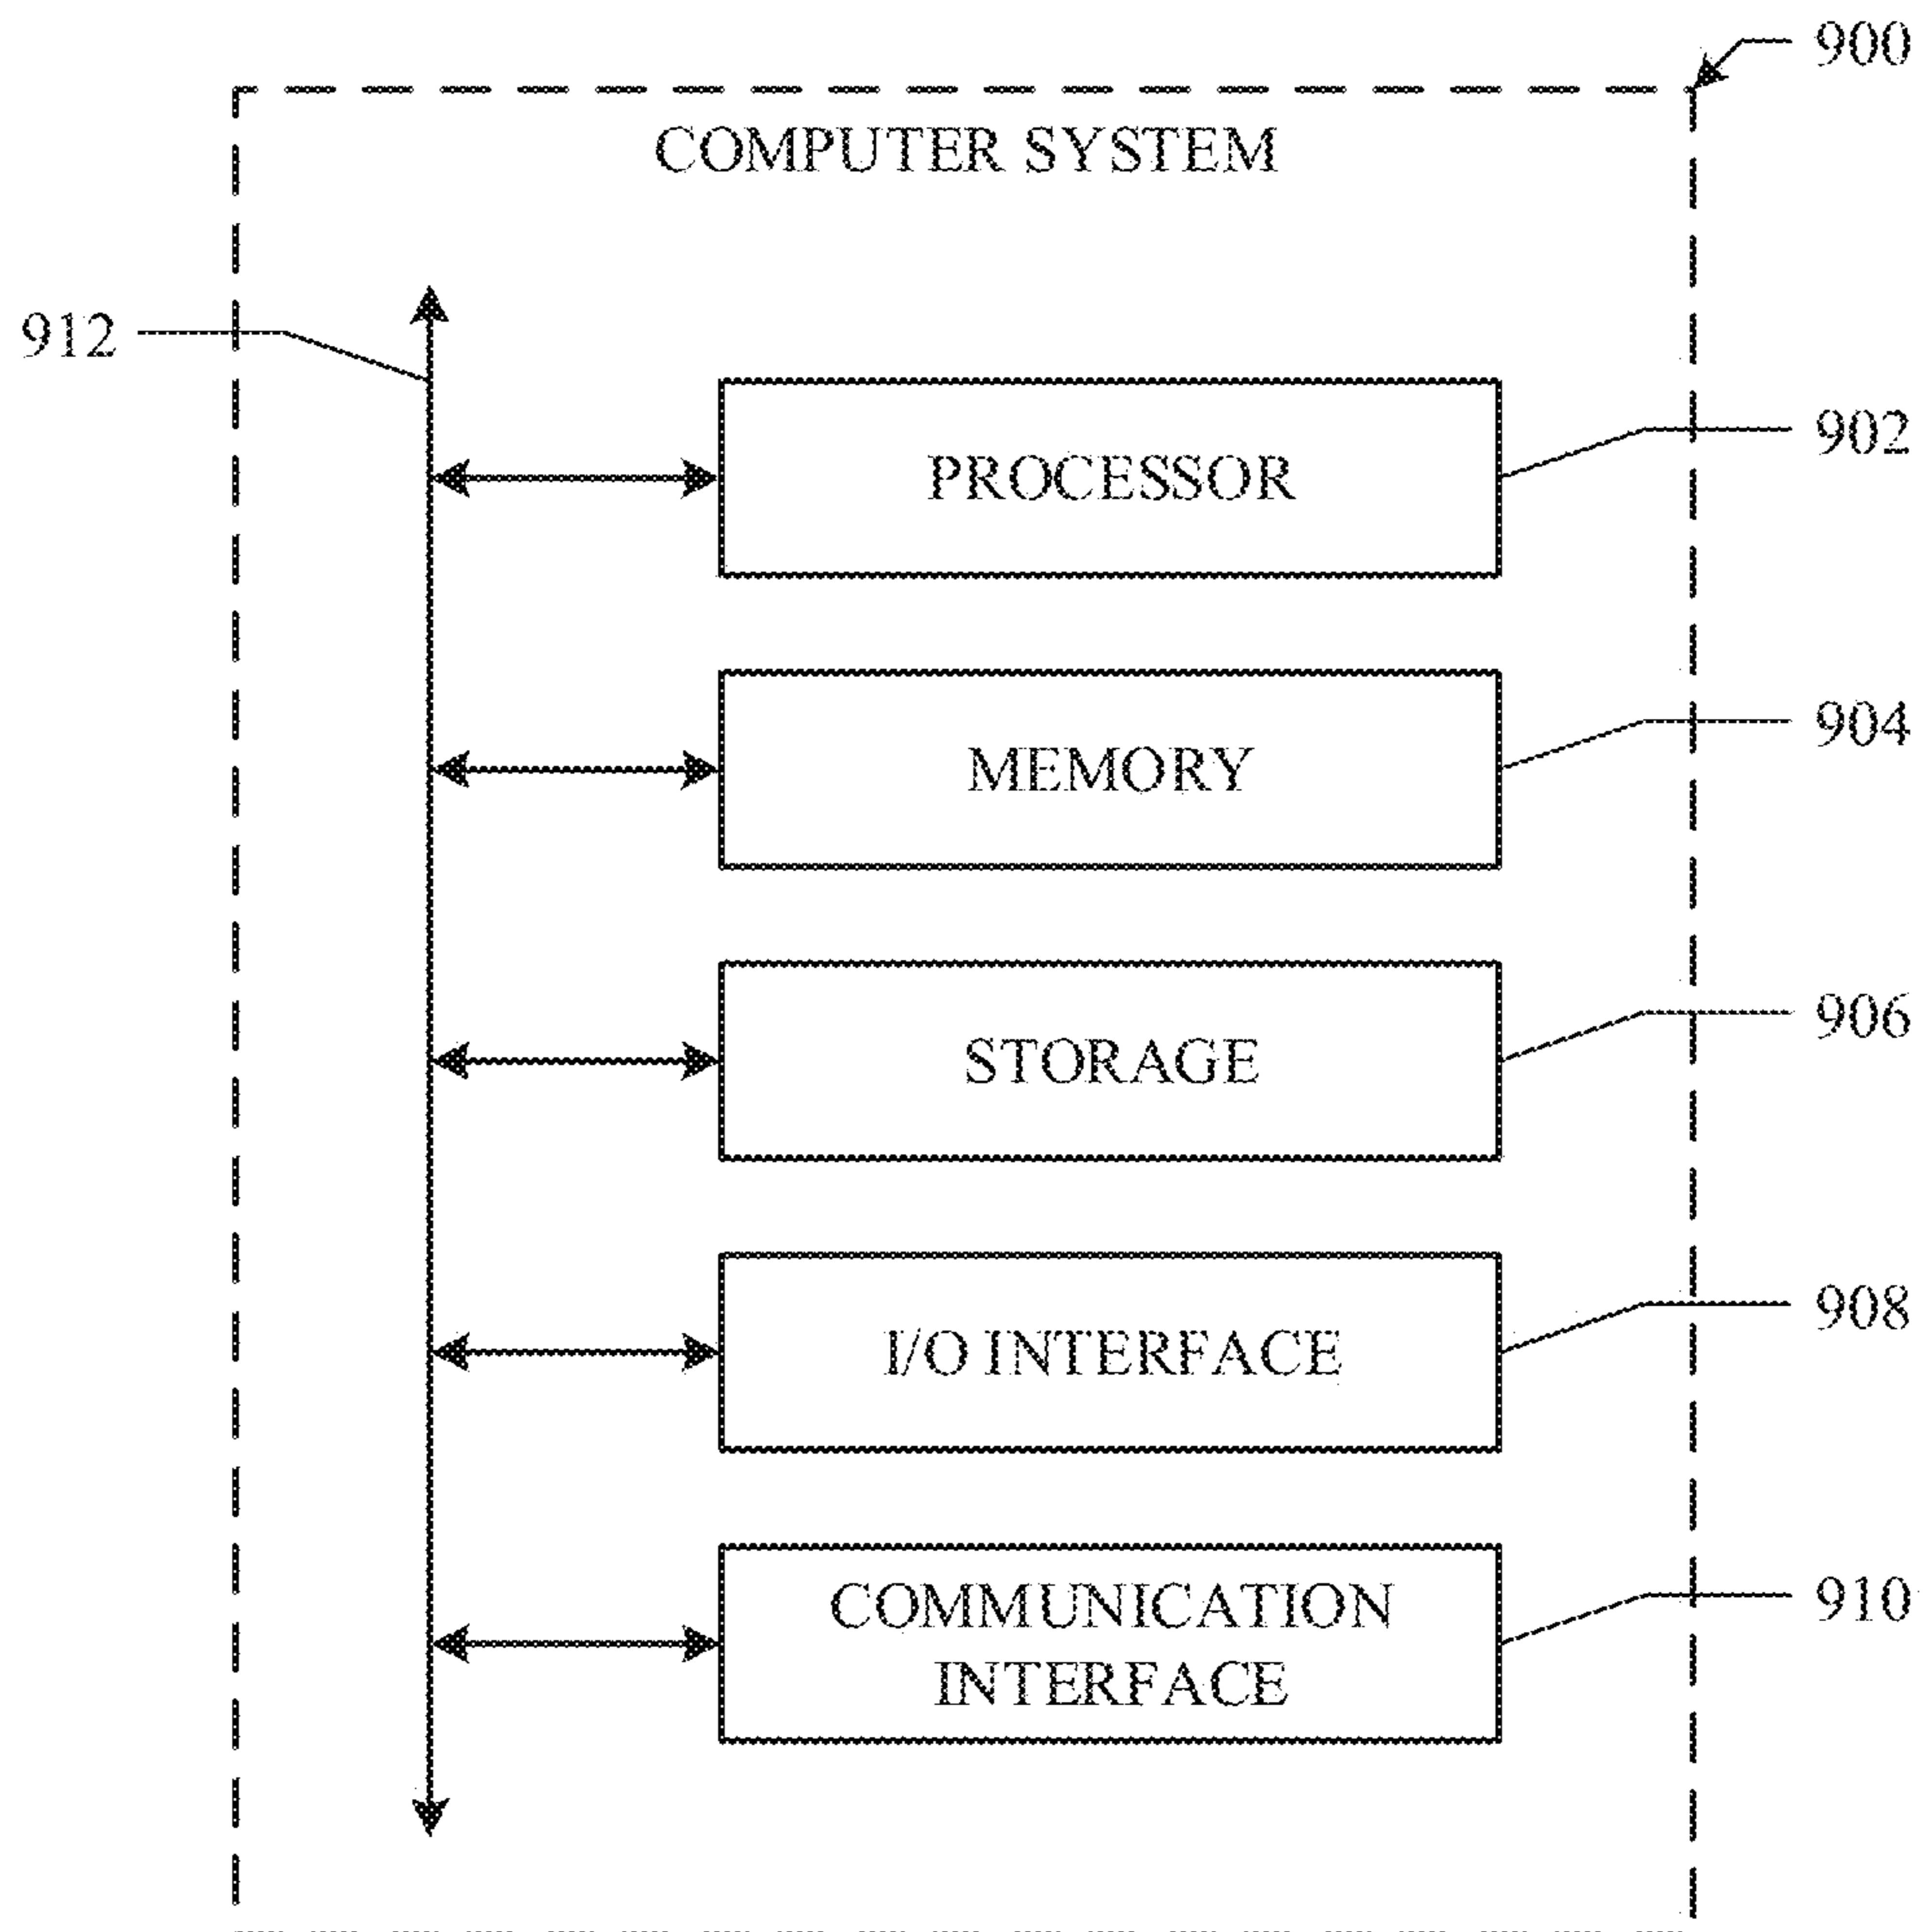 900
COMPUTER SYSTEM
912
902
PROCESSOR
904
MEMORY
906
STORAGE
908
I/O INTERFACE
910
COMMUNICATION
INTERFACE